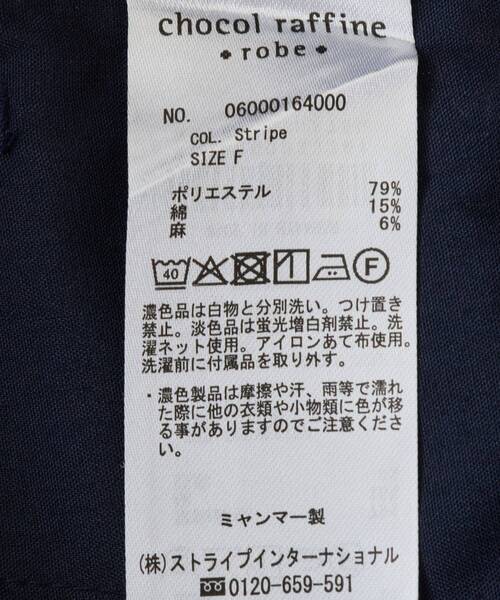 chocol raffine
robe
NO. 06000164000
COL. Stripe
SIZE F
ポリエステル 79%
綿 15%
麻 6%
40 F
濃色品は白物と分別洗い。つけ置き
禁止。淡色品は蛍光増白剤禁止。洗
濯ネット使用。アイロンあて布使用。
洗濯前に付属品を取り外す。
・濃色製品は摩擦や汗、雨等で濡れ
た際に他の衣類や小物類に色が移
る事がありますのでご注意くださ
い。
ミャンマー製
(株)ストライプインターナショナル
0120-659-591